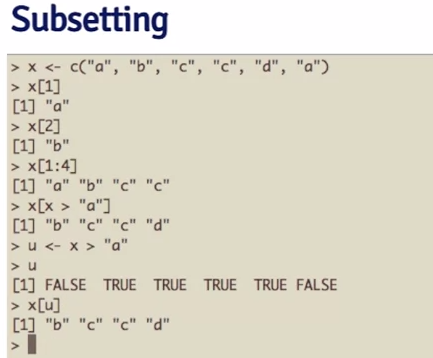 Subsetting
> x <- c("a", "b", "c", "c", "d", "a")
> x[1]
[1] "a"
> x[2]
[1] "b"
> x[1:4]
[1] "a" "b" "c" "c"
> x[x > "a"]
[1] "b" "c" "c" "d"
> u <- x > "a"
> u
[1] FALSE  TRUE  TRUE  TRUE  TRUE FALSE
> x[u]
[1] "b" "c" "c" "d"
>